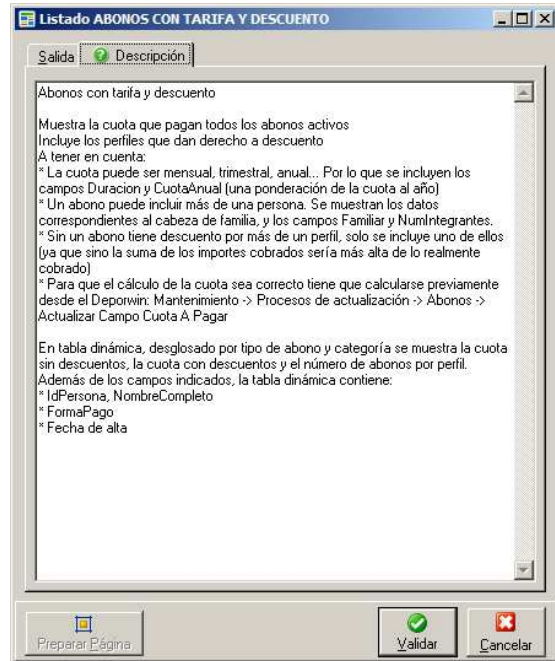 Listado ABONOS CON TARIFA Y DESCUENTO
Salida
Descripción
Abonos con tarifa y descuento
Muestra la cuota que pagan todos los abonos activos
Incluye los perfiles que dan derecho a descuento
A tener en cuenta:
* La cuota puede ser mensual, trimestral, anual... Por lo que se incluyen los
campos Duracion y CuotaAnual (una ponderación de la cuota al año)
* Un abono puede incluir más de una persona. Se muestran los datos
correspondientes al cabeza de familia, y los campos Familiar y NumIntegrantes.
* Sin un abono tiene descuento por más de un perfil, solo se incluye uno de ellos
(ya que sino la suma de los importes cobrados sería más alta de lo realmente
cobrado)
* Para que el cálculo de la cuota sea correcto tiene que calcularse previamente
desde el Deporwin: Mantenimiento -> Procesos de actualización -> Abonos ->
Actualizar Campo Cuota A Pagar
En tabla dinámica, desglosado por tipo de abono y categoría se muestra la cuota
sin descuentos, la cuota con descuentos y el número de abonos por perfil.
Además de los campos indicados, la tabla dinámica contiene:
* IdPersona, NombreCompleto
* FormaPago
* Fecha de alta
Preparar Página
Validar
Cancelar